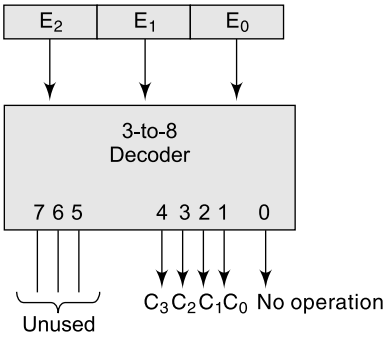 E₂ E₁ E₀
3-to-8
Decoder
7 6 5 4 3 2 1 0
C₃ C₂ C₁ C₀ No operation
Unused